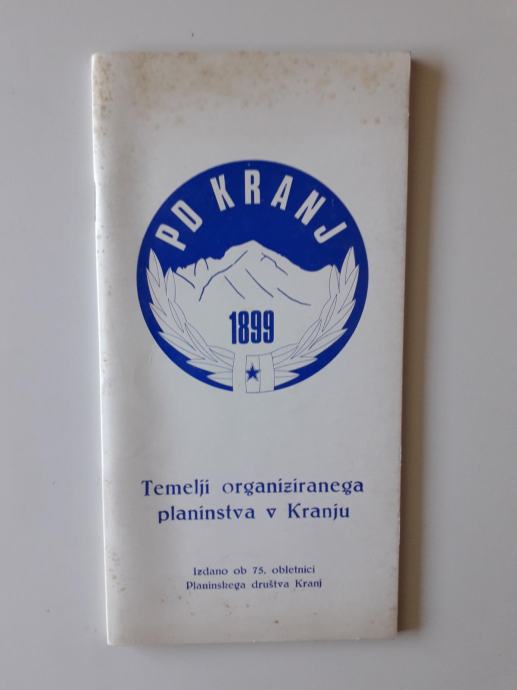 PD KRANJ
1899
Temelji organiziranega
planinstva v Kranju
Izdano ob 75. obletnici
Planinskega društva Kranj